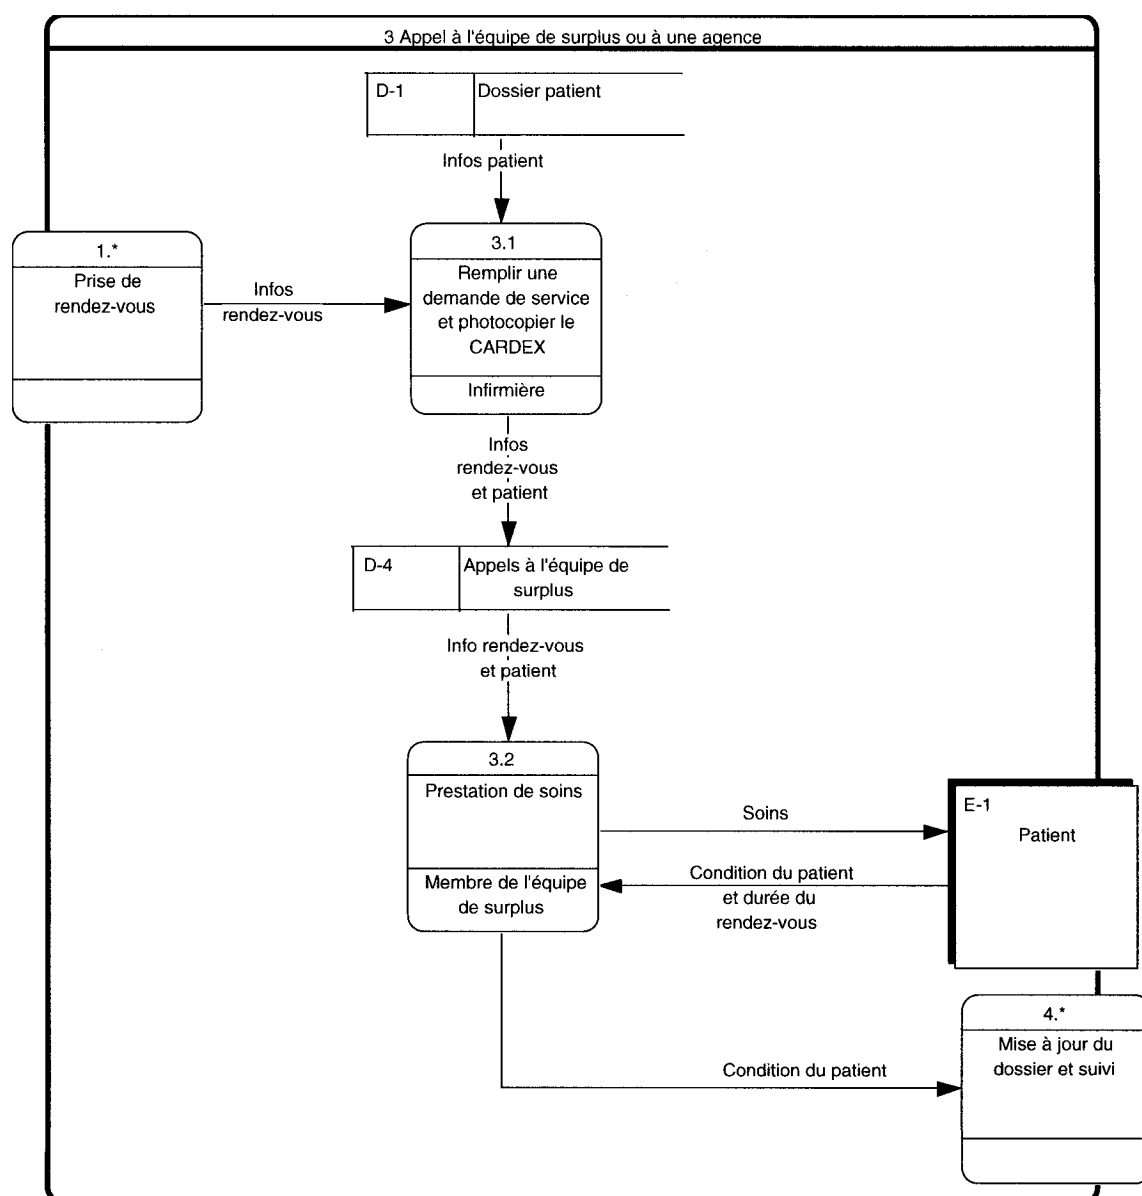 3 Appel à l'équipe de surplus ou à une agence
D-1
Dossier patient
Infos patient
1.*
Prise de
rendez-vous
Infos
rendez-vous
3.1
Remplir une
demande de service
et photocopier le
CARDEX
Infirmière
Infos
rendez-vous
et patient
D-4
Appels à l'équipe de
surplus
Info rendez-vous
et patient
3.2
Prestation de soins
Membre de l'équipe
de surplus
Soins
E-1
Patient
Condition du patient
et durée du
rendez-vous
4.*
Mise à jour du
dossier et suivi
Condition du patient